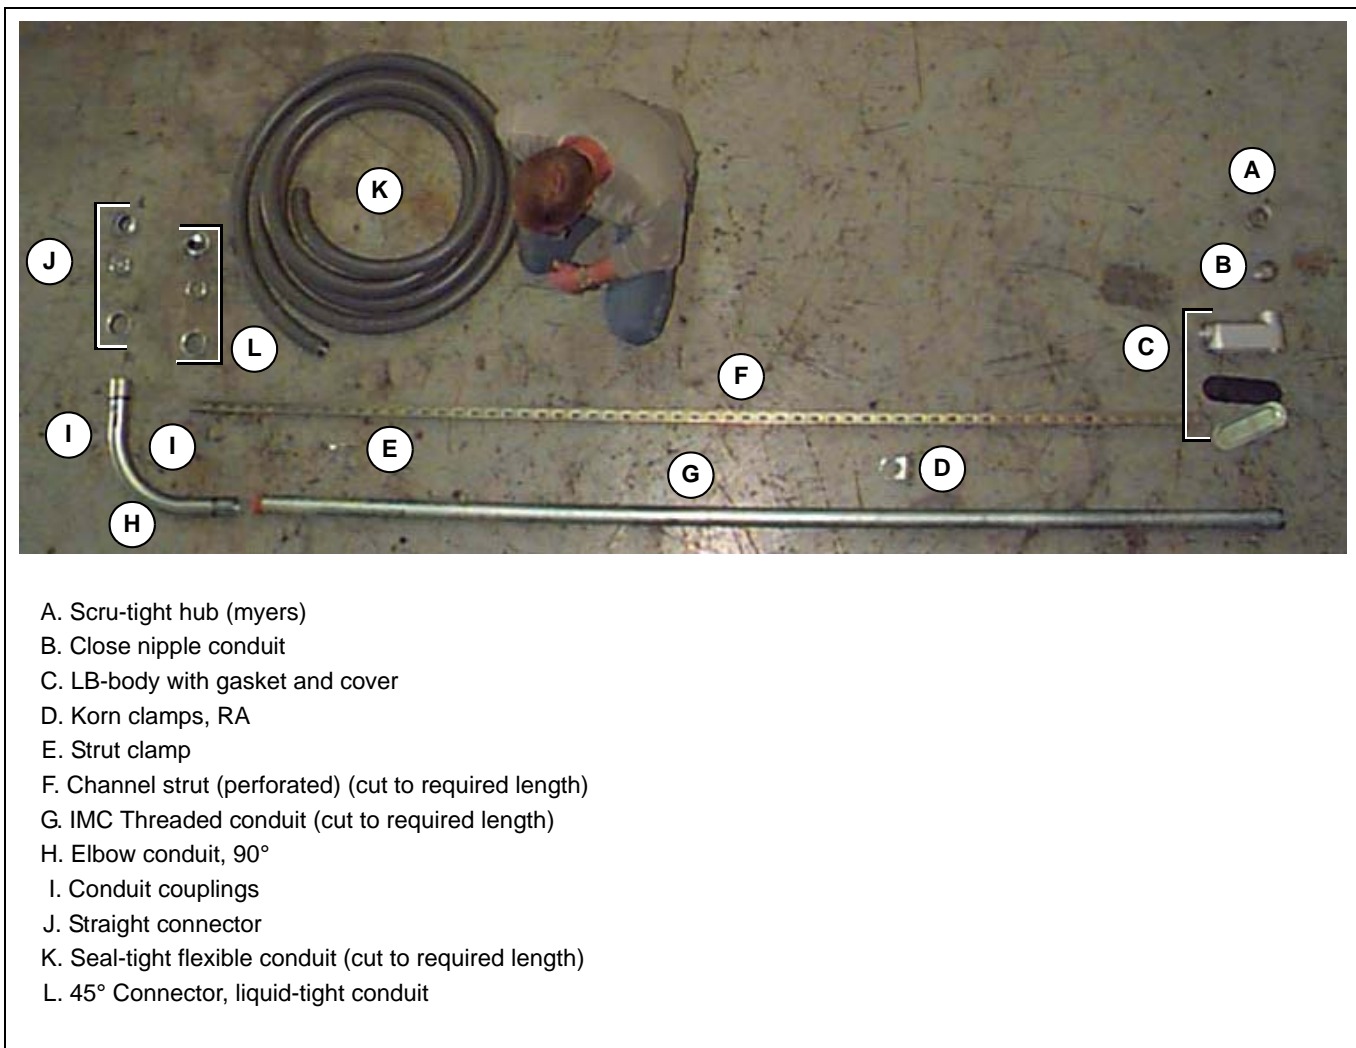 A
K
J
B
L
C
F
I
I
E
D
G
H
A. Scru-tight hub (myers)
B. Close nipple conduit
C. LB-body with gasket and cover
D. Korn clamps, RA
E. Strut clamp
F. Channel strut (perforated) (cut to required length)
G. IMC Threaded conduit (cut to required length)
H. Elbow conduit, 90°
I. Conduit couplings
J. Straight connector
K. Seal-tight flexible conduit (cut to required length)
L. 45° Connector, liquid-tight conduit